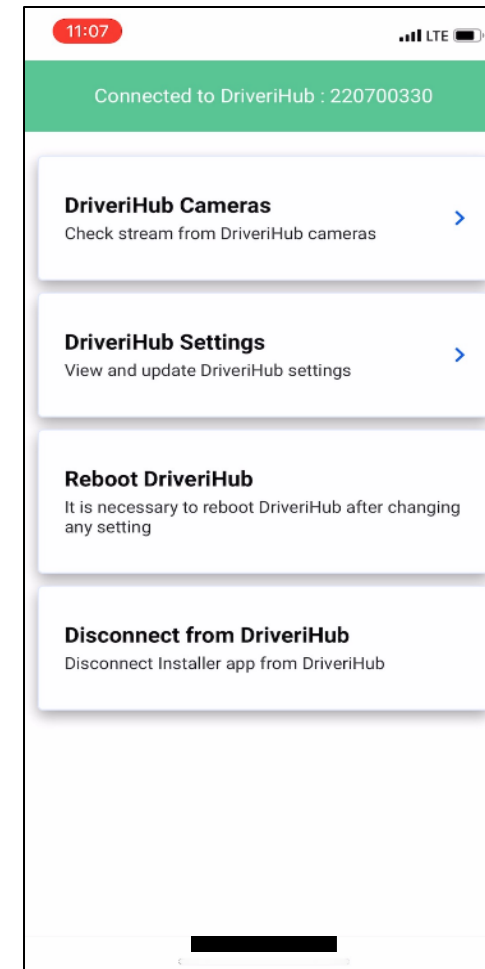 11:07
LTE
Connected to DriveriHub : 220700330
DriveriHub Cameras
Check stream from DriveriHub cameras
DriveriHub Settings
View and update DriveriHub settings
Reboot DriveriHub
It is necessary to reboot DriveriHub after changing
any setting
Disconnect from DriveriHub
Disconnect Installer app from DriveriHub